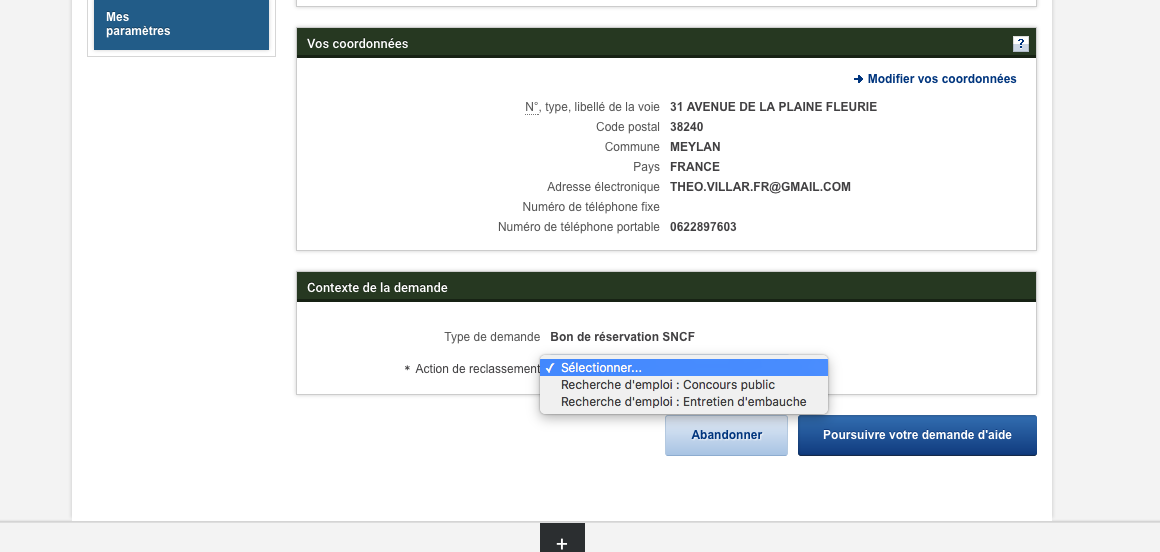 Mes
paramètres
Vos coordonnées
?
➔ Modifier vos coordonnées
N°, type, libellé de la voie 31 AVENUE DE LA PLAINE FLEURIE
Code postal 38240
Commune MEYLAN
Pays FRANCE
Adresse électronique THEO.VILLAR.FR@GMAIL.COM
Numéro de téléphone fixe
Numéro de téléphone portable 0622897603
Contexte de la demande
Type de demande Bon de réservation SNCF
* Action de reclassement ✓ Sélectionner...
Recherche d'emploi : Concours public
Recherche d'emploi : Entretien d'embauche
Abandonner Poursuivre votre demande d'aide
+